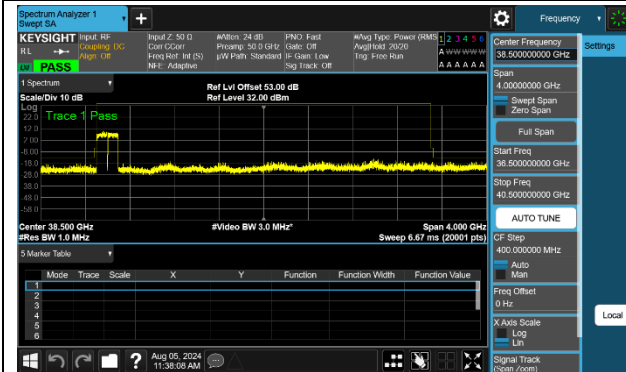 Spectrum Analyzer 1
Swept SA
+
Frequency
KEYSIGHT Input: RF
RL Coupling: DC
Align: Off
LV PASS
Input Z: 50 Ω
Corr CCorr
Freq Ref: Int (S)
NFE: Adaptive
#Atten: 24 dB
Preamp: 50.0 GHz
µW Path: Standard
PNO: Fast
Gate: Off
IF Gain: Low
Sig Track: Off
#Avg Type: Power (RMS
Avg|Hold: 20/20
Trig: Free Run
1 2 3 4 5 6
A W W W W W
A A A A A A
Center Frequency
38.500000000 GHz
Settings
1 Spectrum
Scale/Div 10 dB
Ref Lvl Offset 53.00 dB
Ref Level 32.00 dBm
Log
Trace 1 Pass
22.0
12.0
2.00
-8.00
-18.0
-28.0
-38.0
-48.0
-58.0
Center 38.500 GHz
#Res BW 1.0 MHz
#Video BW 3.0 MHz*
Span 4.000 GHz
Sweep 6.67 ms (20001 pts)
Span
4.00000000 GHz
Swept Span
Zero Span
Full Span
Start Freq
36.500000000 GHz
Stop Freq
40.500000000 GHz
AUTO TUNE
CF Step
400.000000 MHz
Auto
Man
Freq Offset
0 Hz
X Axis Scale
Log
Lin
Signal Track
(Span Zoom)
Local
5 Marker Table
Mode Trace Scale X Y Function Function Width Function Value
1
2
3
4
5
6
? Aug 05, 2024
11:38:08 AM